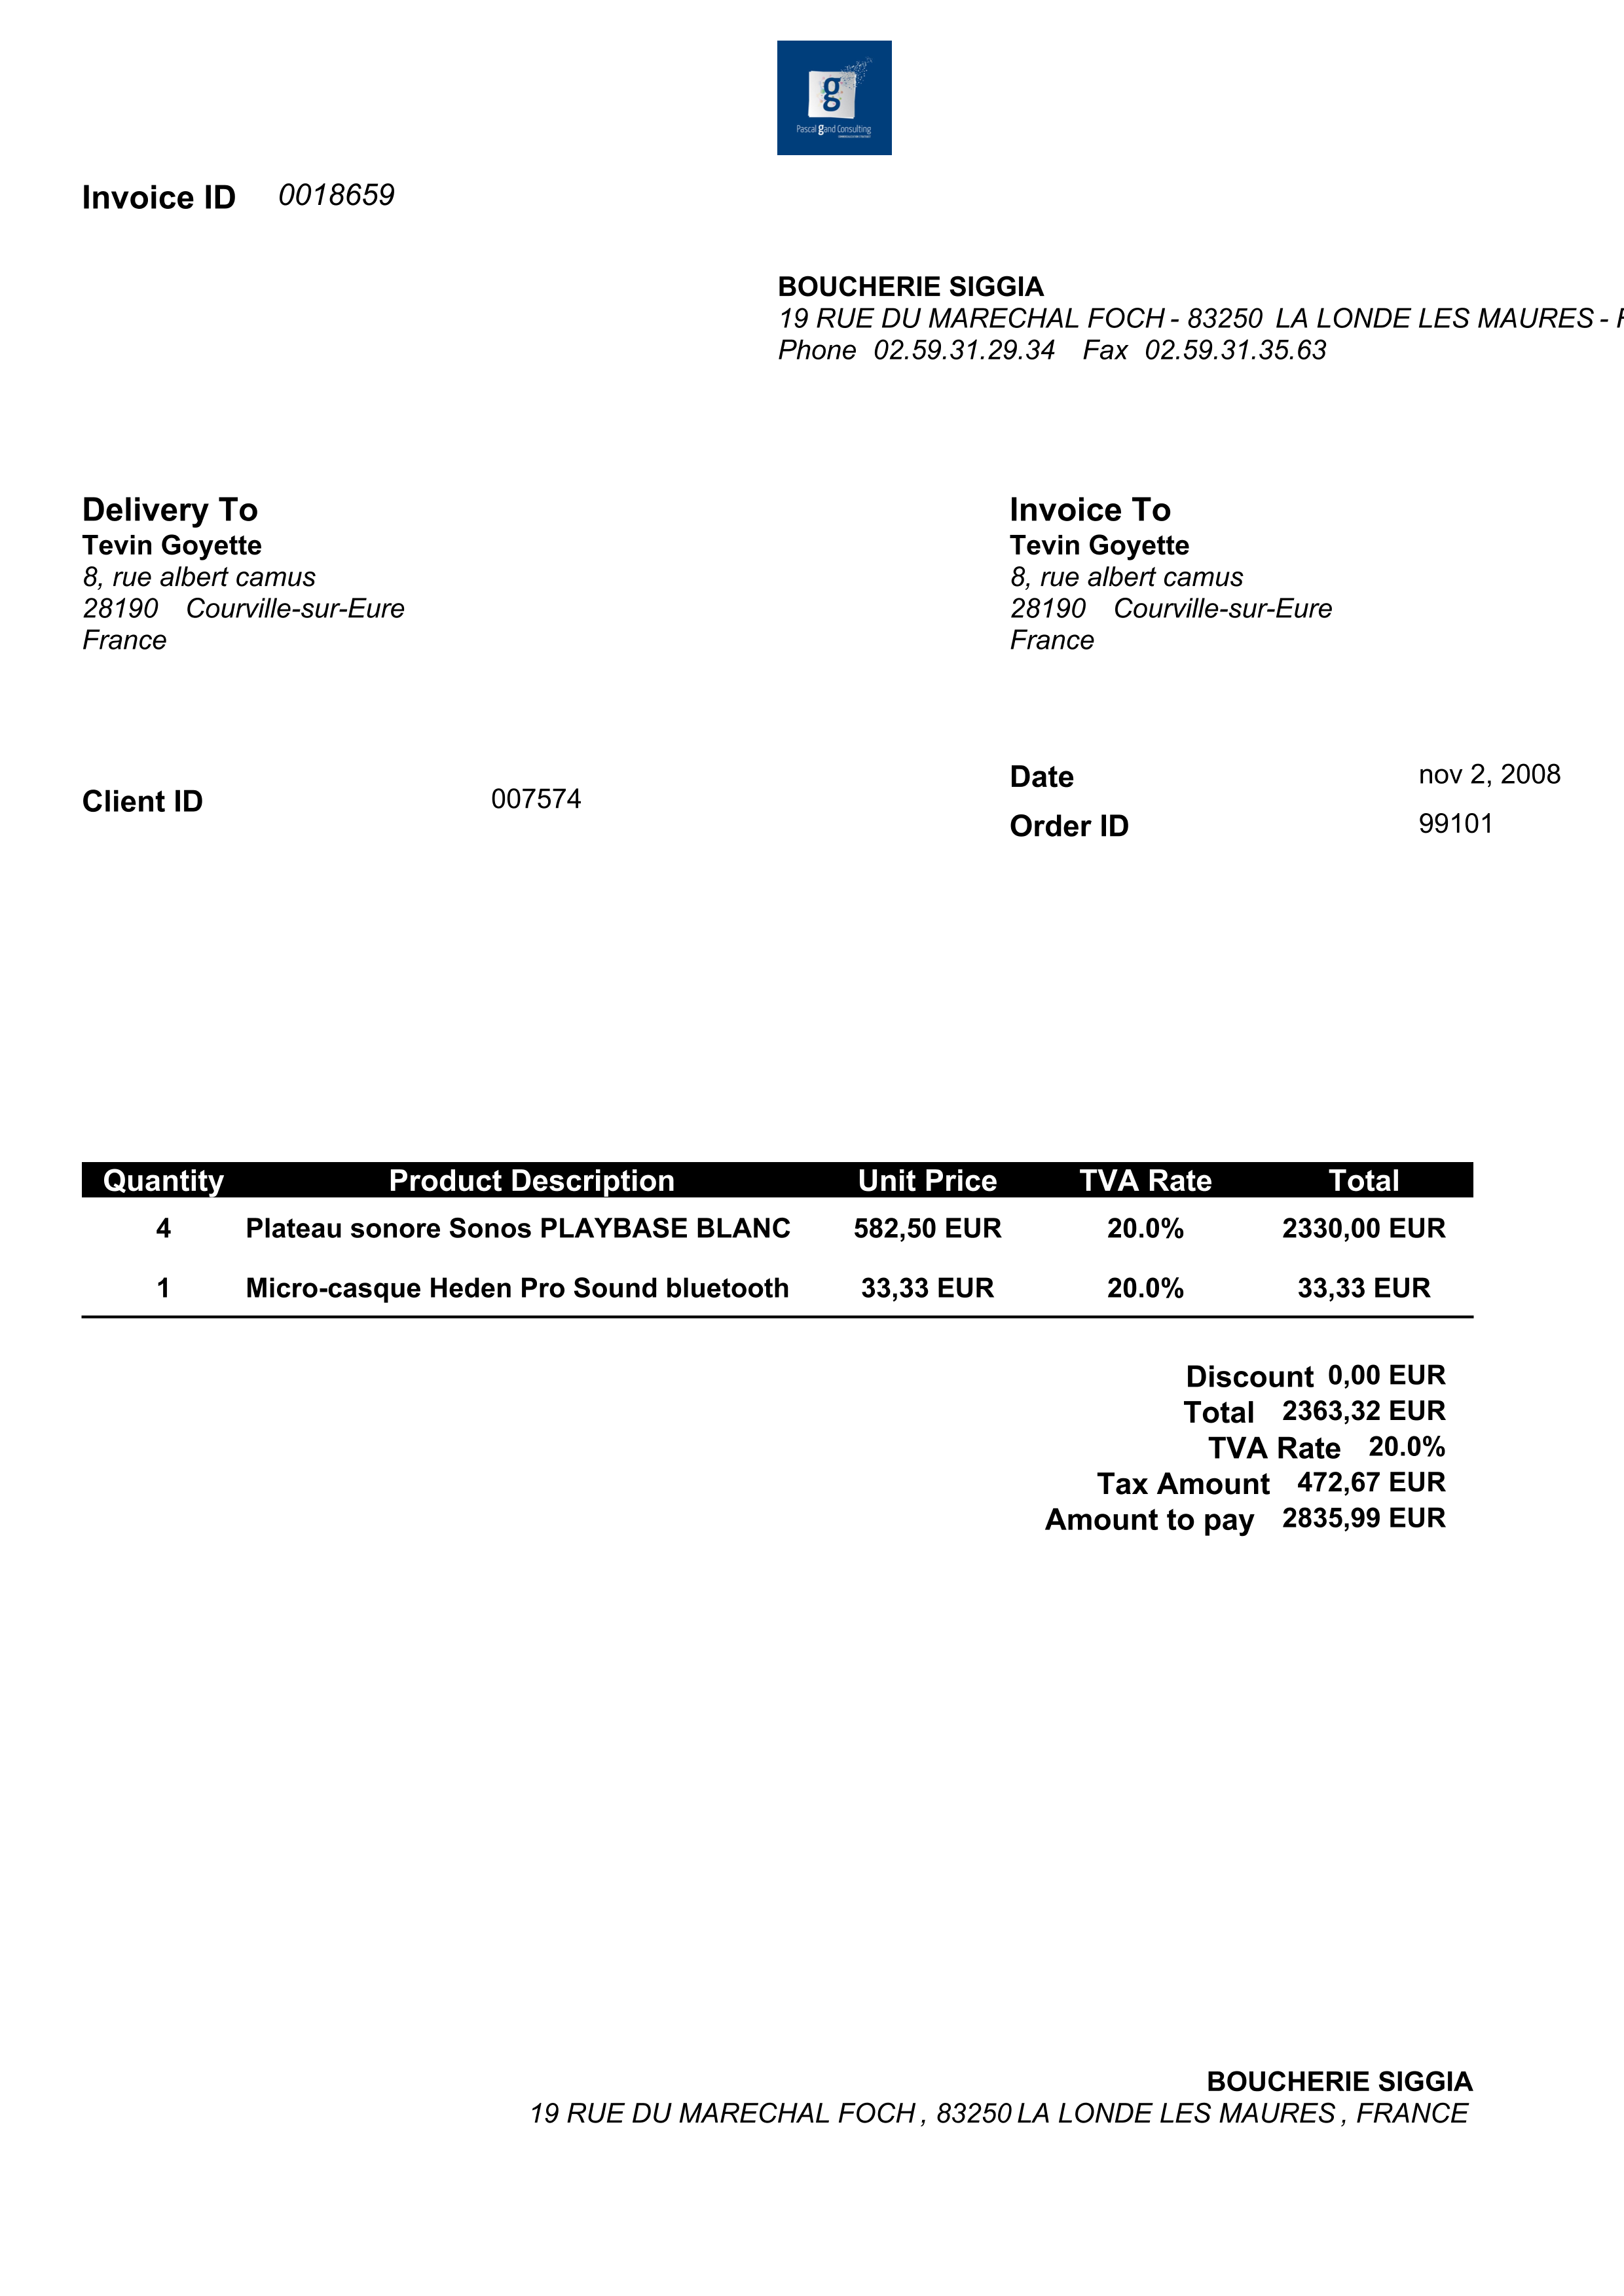 g
Pascal gand Consulting
Invoice ID 0018659
BOUCHERIE SIGGIA
19 RUE DU MARECHAL FOCH - 83250 LA LONDE LES MAURES -
Phone 02.59.31.29.34 Fax 02.59.31.35.63
Delivery To
Tevin Goyette
8, rue albert camus
28190 Courville-sur-Eure
France
Invoice To
Tevin Goyette
8, rue albert camus
28190 Courville-sur-Eure
France
Client ID 007574
Date nov 2, 2008
Order ID 99101
Quantity Product Description Unit Price TVA Rate Total
4 Plateau sonore Sonos PLAYBASE BLANC 582,50 EUR 20.0% 2330,00 EUR
1 Micro-casque Heden Pro Sound bluetooth 33,33 EUR 20.0% 33,33 EUR
Discount 0,00 EUR
Total 2363,32 EUR
TVA Rate 20.0%
Tax Amount 472,67 EUR
Amount to pay 2835,99 EUR
BOUCHERIE SIGGIA
19 RUE DU MARECHAL FOCH , 83250 LA LONDE LES MAURES , FRANCE